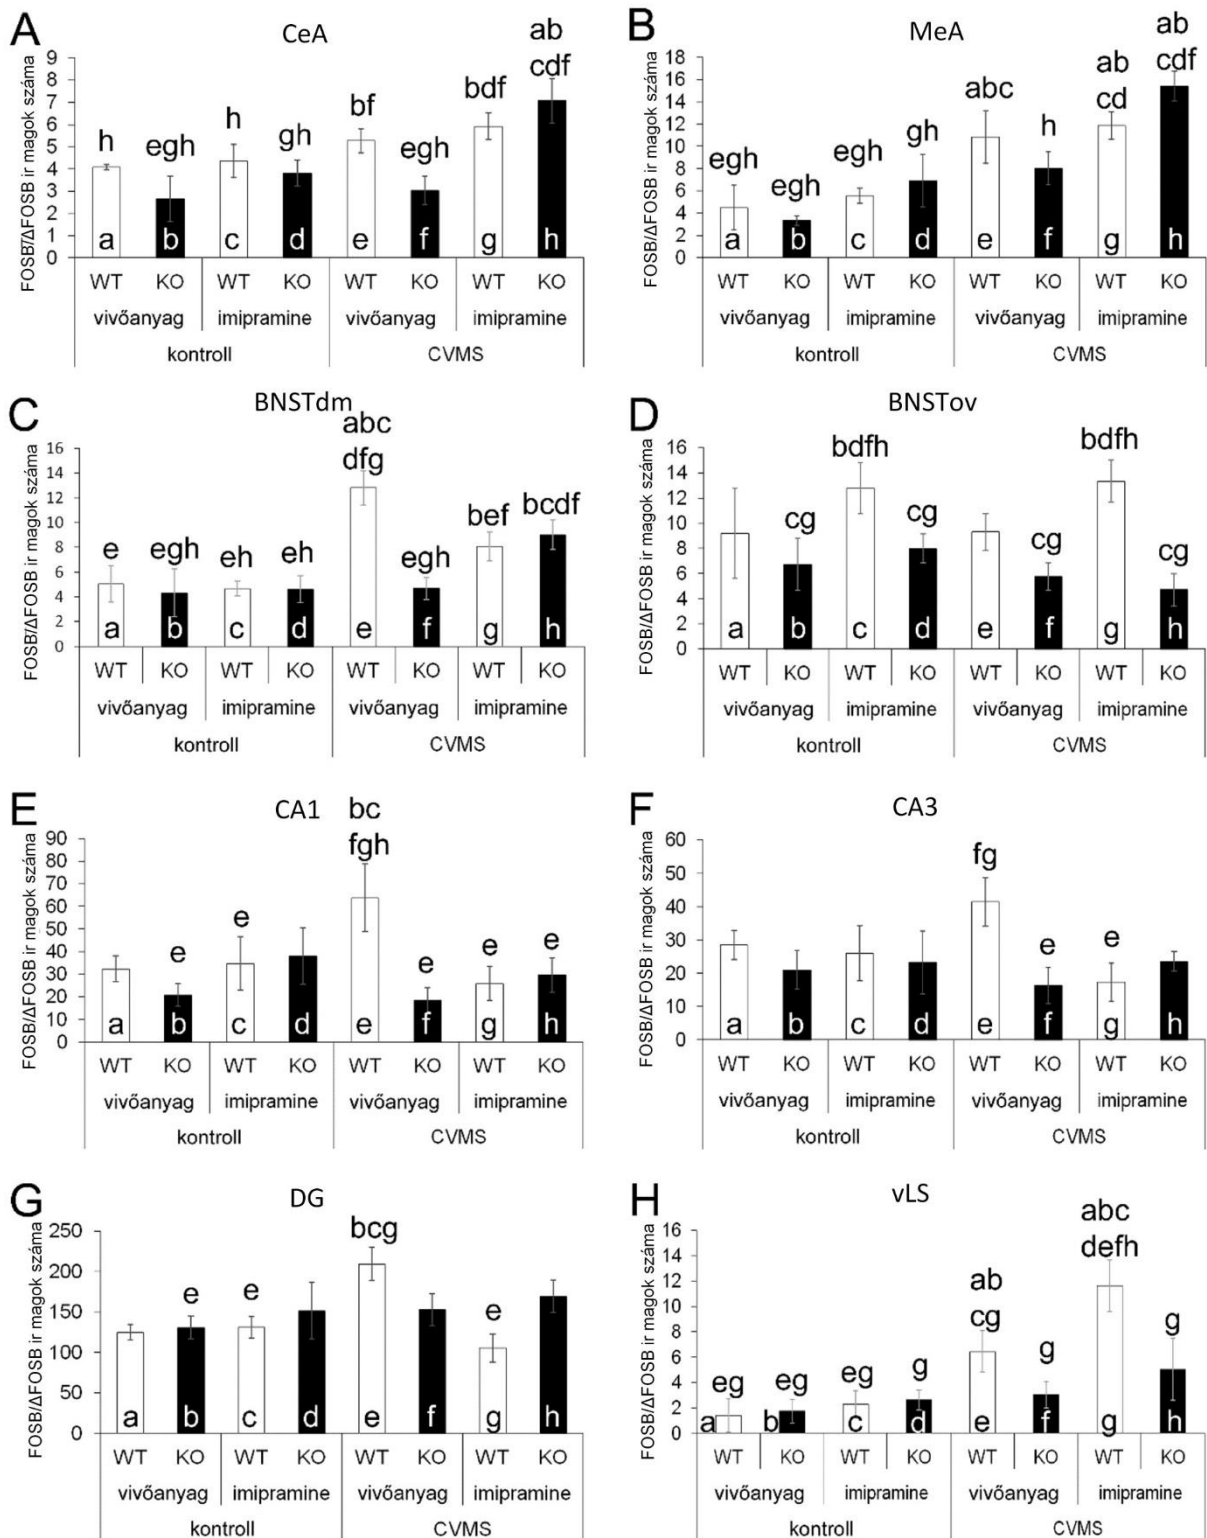 A
CeA
FOSB/ΔFOSB ir magok száma
9
8
7
6
5
4
3
2
1
0
h
egh
h
gh
bf
egh
bdf
ab
cdf
a b c d e f g h
WT KO WT KO WT KO WT KO
vivőanyag imipramine vivőanyag imipramine
kontroll CVMS
B
MeA
FOSB/ΔFOSB ir magok száma
18
16
14
12
10
8
6
4
2
0
egh
egh
egh
gh
abc
h
ab
cd
ab
cdf
a b c d e f g h
WT KO WT KO WT KO WT KO
vivőanyag imipramine vivőanyag imipramine
kontroll CVMS
C
BNSTdm
FOSB/ΔFOSB ir magok száma
16
14
12
10
8
6
4
2
0
e
egh
eh
eh
abc
dfg
egh
bef
bcdf
a b c d e f g h
WT KO WT KO WT KO WT KO
vivőanyag imipramine vivőanyag imipramine
kontroll CVMS
D
BNSTov
FOSB/ΔFOSB ir magok száma
16
14
12
10
8
6
4
2
0
cg
bdfh
cg
cg
bdfh
cg
a b c d e f g h
WT KO WT KO WT KO WT KO
vivőanyag imipramine vivőanyag imipramine
kontroll CVMS
E
CA1
FOSB/ΔFOSB ir magok száma
90
80
70
60
50
40
30
20
10
0
e
e
bc
fgh
e
e
e
a b c d e f g h
WT KO WT KO WT KO WT KO
vivőanyag imipramine vivőanyag imipramine
kontroll CVMS
F
CA3
FOSB/ΔFOSB ir magok száma
60
50
40
30
20
10
0
fg
e
e
a b c d e f g h
WT KO WT KO WT KO WT KO
vivőanyag imipramine vivőanyag imipramine
kontroll CVMS
G
DG
FOSB/ΔFOSB ir magok száma
250
200
150
100
50
0
e
e
bcg
e
a b c d e f g h
WT KO WT KO WT KO WT KO
vivőanyag imipramine vivőanyag imipramine
kontroll CVMS
H
vLS
FOSB/ΔFOSB ir magok száma
16
14
12
10
8
6
4
2
0
eg
eg
eg
g
ab
cg
g
abc
defh
g
a b c d e f g h
WT KO WT KO WT KO WT KO
vivőanyag imipramine vivőanyag imipramine
kontroll CVMS